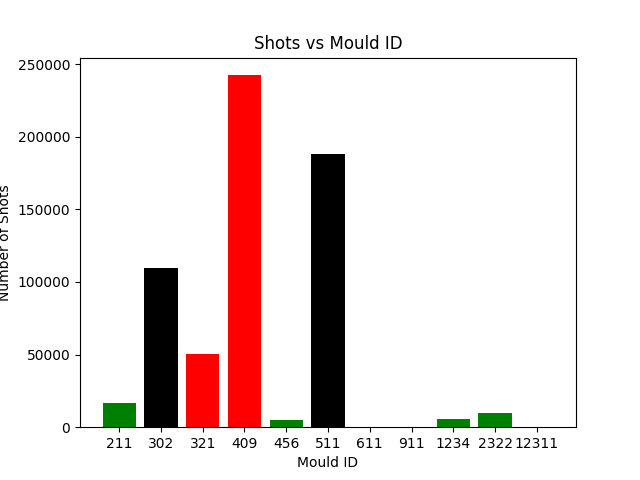 Shots vs Mould ID
250000
200000
150000
100000
50000
0
Number of Shots
211 302 321 409 456 511 611 911 1234 2322 12311
Mould ID